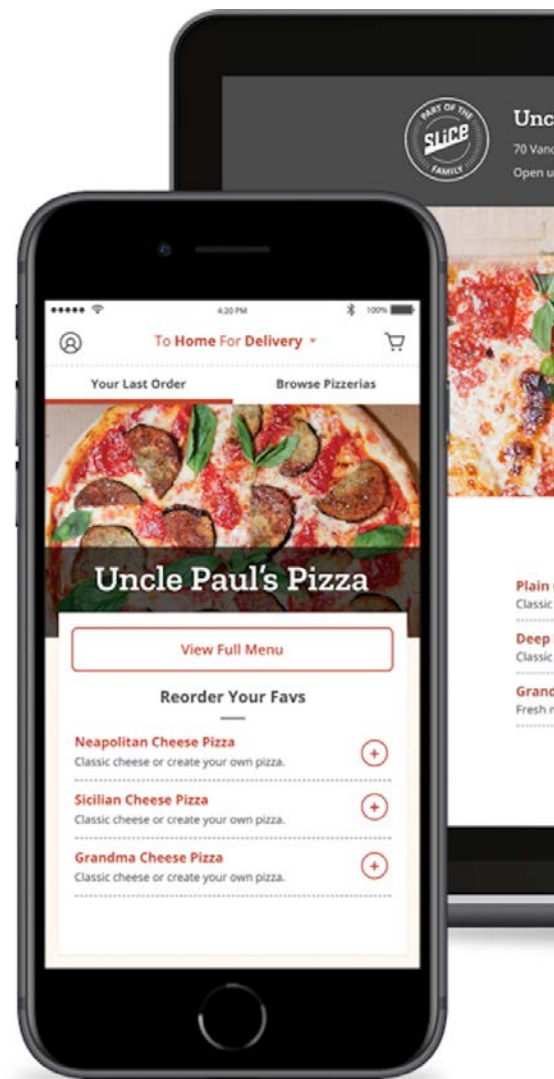 4:20 PM
100%
To Home For Delivery
Your Last Order
Browse Pizzerias
Uncle Paul's Pizza
View Full Menu
Reorder Your Favs
Neapolitan Cheese Pizza
Classic cheese or create your own pizza.
Sicilian Cheese Pizza
Classic cheese or create your own pizza.
Grandma Cheese Pizza
Classic cheese or create your own pizza.
PART OF THE
SLICE
FAMILY
Unc
70 Vand
Open u
Plain
Classic
Deep
Classic
Grand
Fresh m